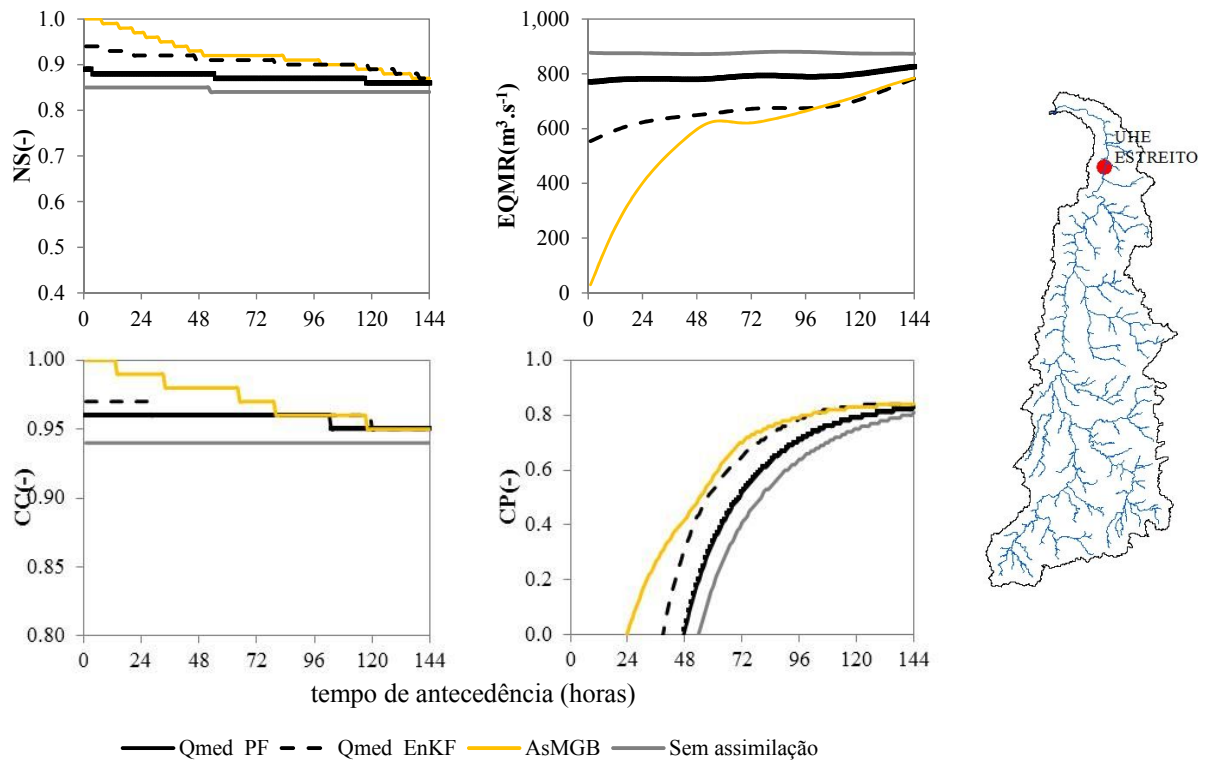 1.0
0.9
0.8
0.7
0.6
0.5
0.4
NS(-)
0 24 48 72 96 120 144
1,000
800
600
400
200
0
EQMR(m³.s⁻¹)
0 24 48 72 96 120 144
1.00
0.95
0.90
0.85
0.80
CC(-)
0 24 48 72 96 120 144
1.0
0.8
0.6
0.4
0.2
0.0
CP(-)
0 24 48 72 96 120 144
tempo de antecedência (horas)
Qmed_PF Qmed_EnKF AsMGB Sem assimilação
UHE
ESTREITO